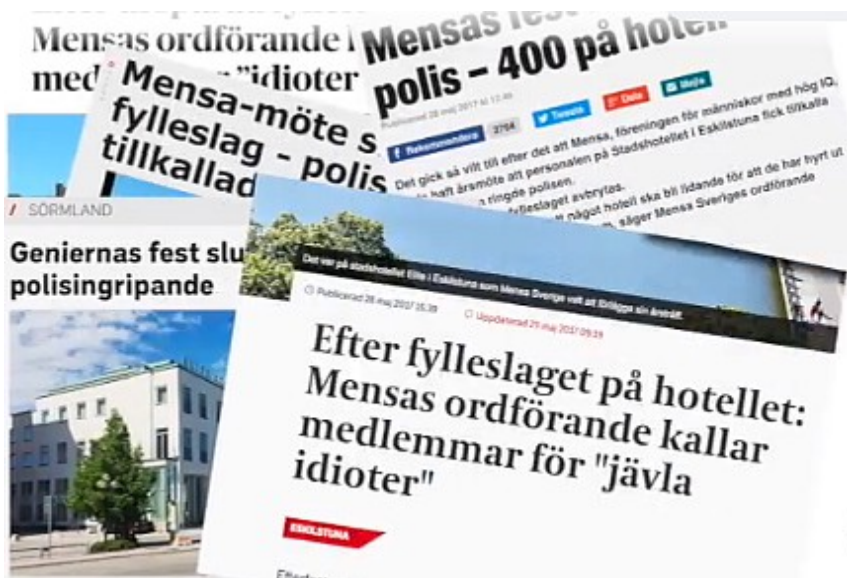 Mensas ordförande
"idioter
Mensa-möte s
fylleslag - polis
tillkallad
Mensas fest
polis – 400 på hotell
Publicerad 28 maj 2017 kl 13.46
Rekommendera 2764 Tweeta Dela Mejla
Det gick så vilt till efter det att Mensa, föreningen för människor med hög IQ,
haft årsmöte att personalen på Stadshotellet i Eskilstuna fick tillkalla
ringde polisen.
fylleslaget avbrytas.
något hotell ska bli lidande för att de har hyrt ut
säger Mensa Sveriges ordförande
/ SÖRMLAND
Geniernas fest slu
polisingripande
Det var på stadshotellet Elite i Eskilstuna som Mensa Sverige valt att förlägga sin årsträff.
Publicerad 28 maj 2017 15:39 Uppdaterad 29 maj 2017 09:19
Efter fylleslaget på hotellet:
Mensas ordförande kallar
medlemmar för "jävla
idioter"
ESKILSTUNA